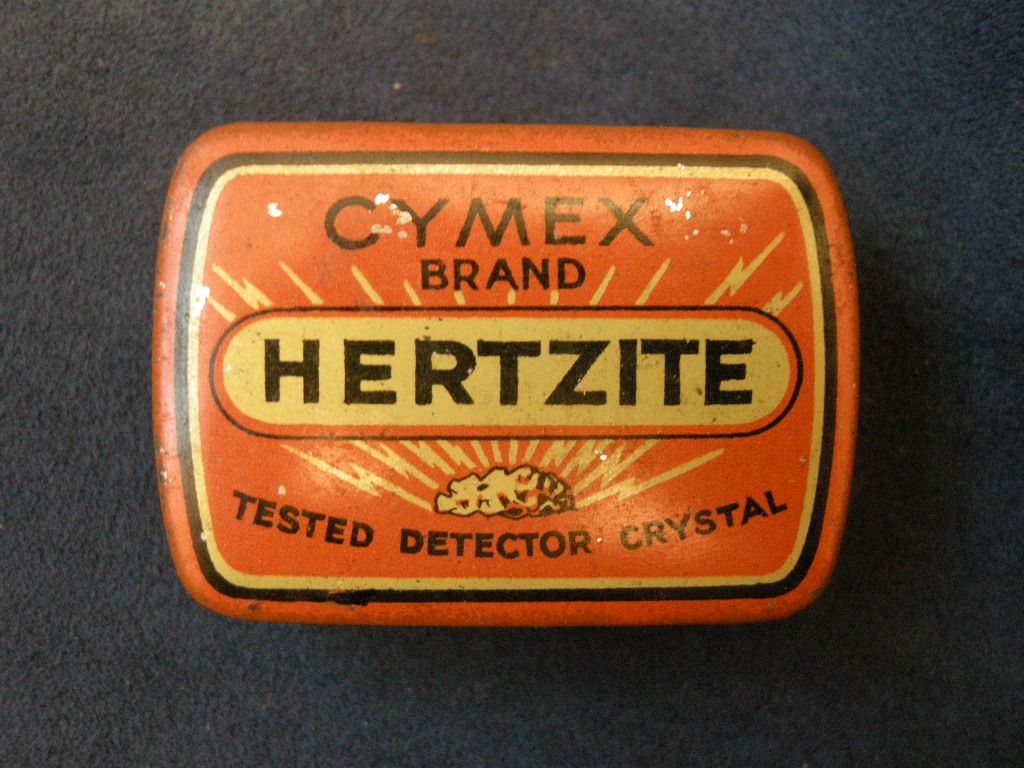 CYMEX
BRAND
HERTZITE
TESTED DETECTOR CRYSTAL